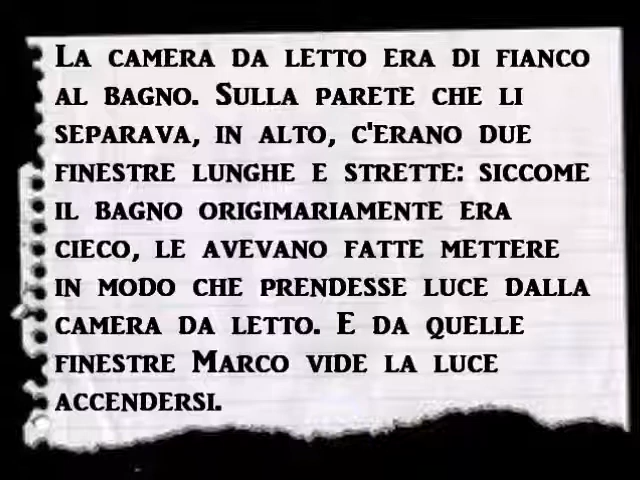 La camera da letto era di fianco
al bagno. Sulla parete che li
separava, in alto, c'erano due
finestre lunghe e strette: siccome
il bagno origimariamente era
cieco, le avevano fatte mettere
in modo che prendesse luce dalla
camera da letto. E da quelle
finestre Marco vide la luce
accendersi.